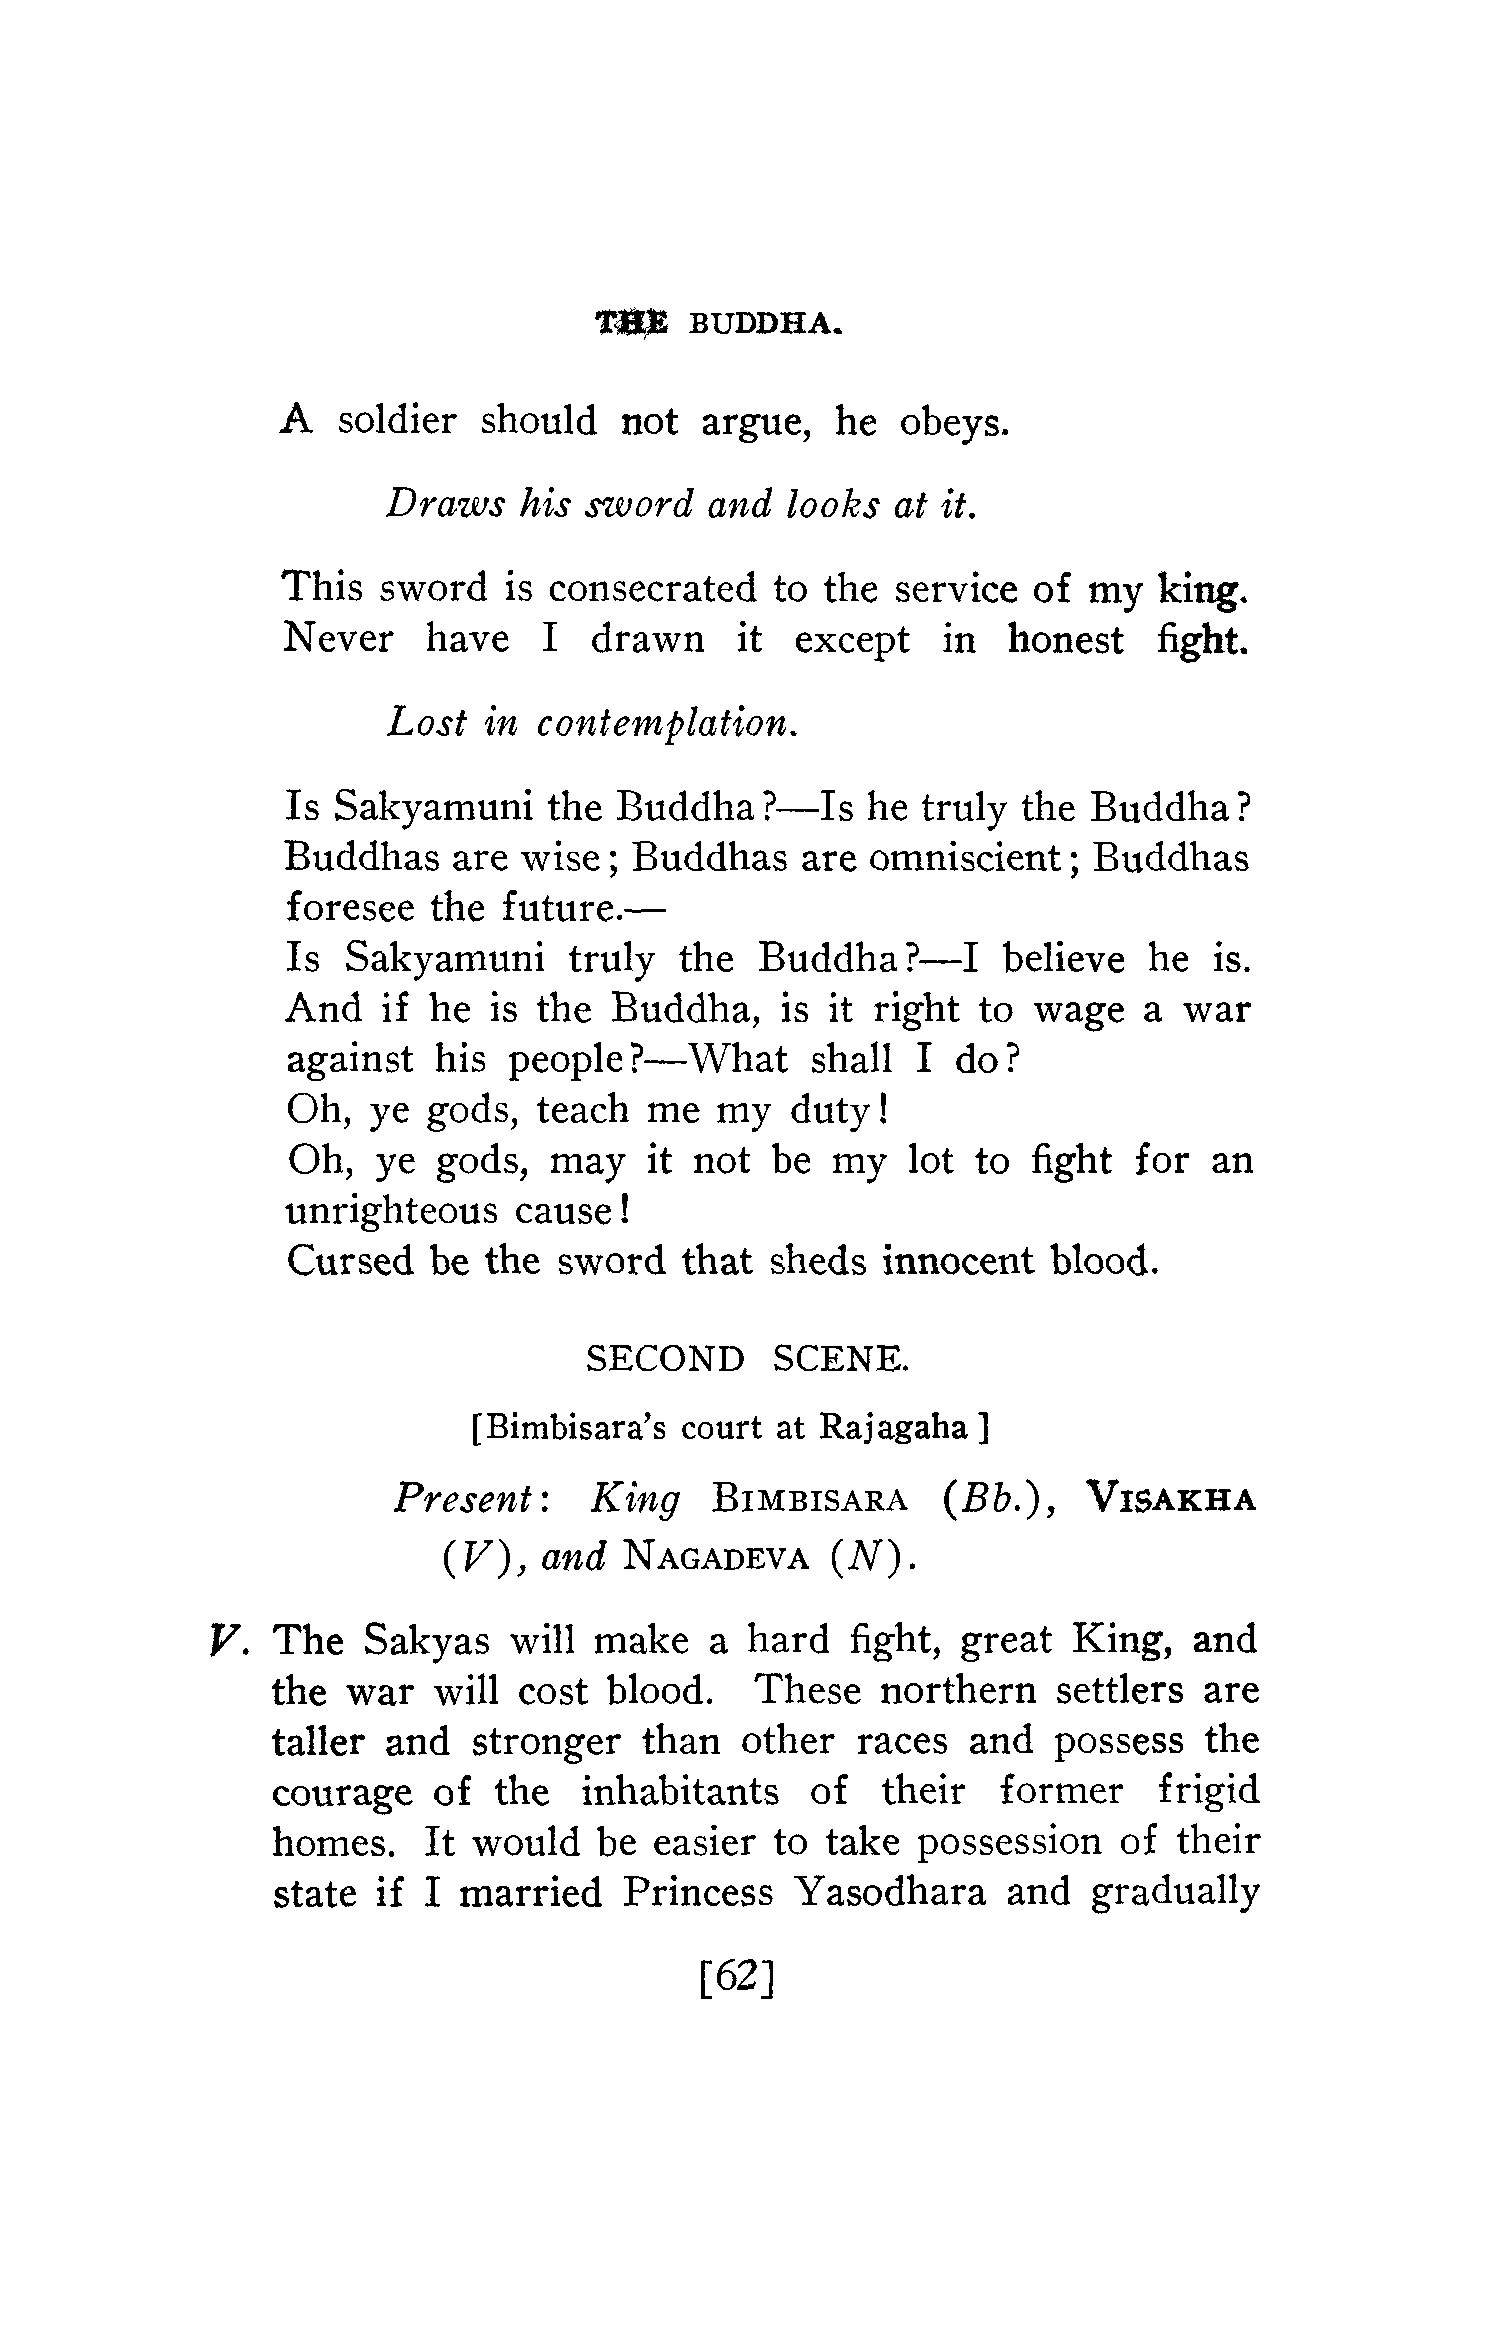 THE BUDDHA.
A soldier should not argue, he obeys.
Draws his sword and looks at it.
This sword is consecrated to the service of my king.
Never have I drawn it except in honest fight.
Lost in contemplation.
Is Sakyamuni the Buddha?—Is he truly the Buddha?
Buddhas are wise; Buddhas are omniscient; Buddhas
foresee the future.—
Is Sakyamuni truly the Buddha?—I believe he is.
And if he is the Buddha, is it right to wage a war
against his people?—What shall I do?
Oh, ye gods, teach me my duty!
Oh, ye gods, may it not be my lot to fight for an
unrighteous cause!
Cursed be the sword that sheds innocent blood.
SECOND SCENE.
[Bimbisara's court at Rajagaha]
Present: King BIMBISARA (Bb.), VISAKHA
(V), and NAGADEVA (N).
V. The Sakyas will make a hard fight, great King, and
the war will cost blood. These northern settlers are
taller and stronger than other races and possess the
courage of the inhabitants of their former frigid
homes. It would be easier to take possession of their
state if I married Princess Yasodhara and gradually
[62]